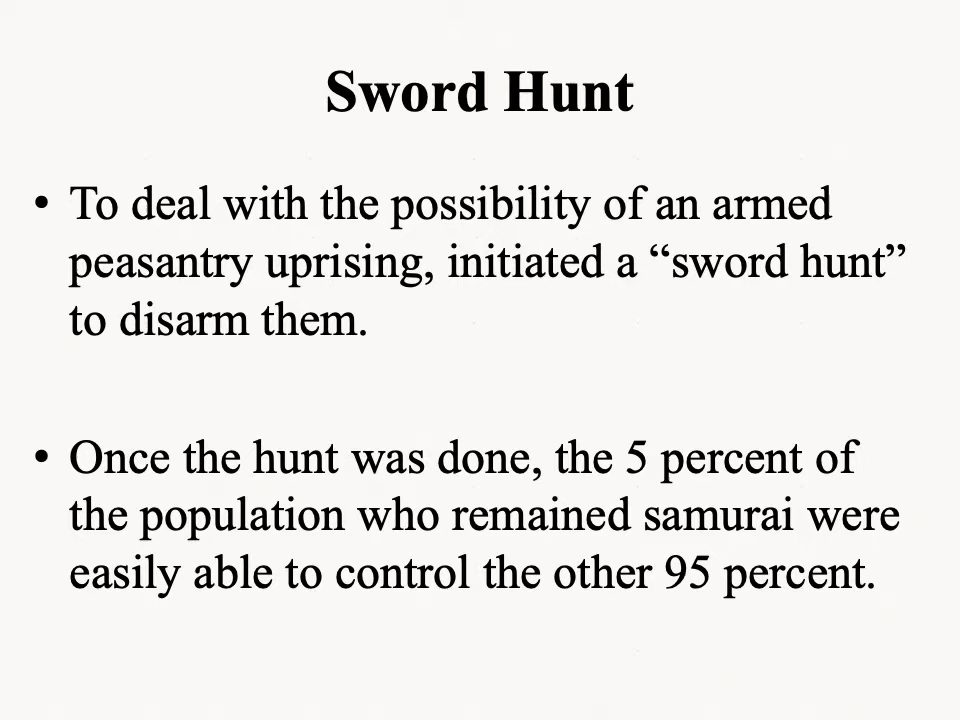 Sword Hunt
• To deal with the possibility of an armed
peasantry uprising, initiated a “sword hunt”
to disarm them.
• Once the hunt was done, the 5 percent of
the population who remained samurai were
easily able to control the other 95 percent.